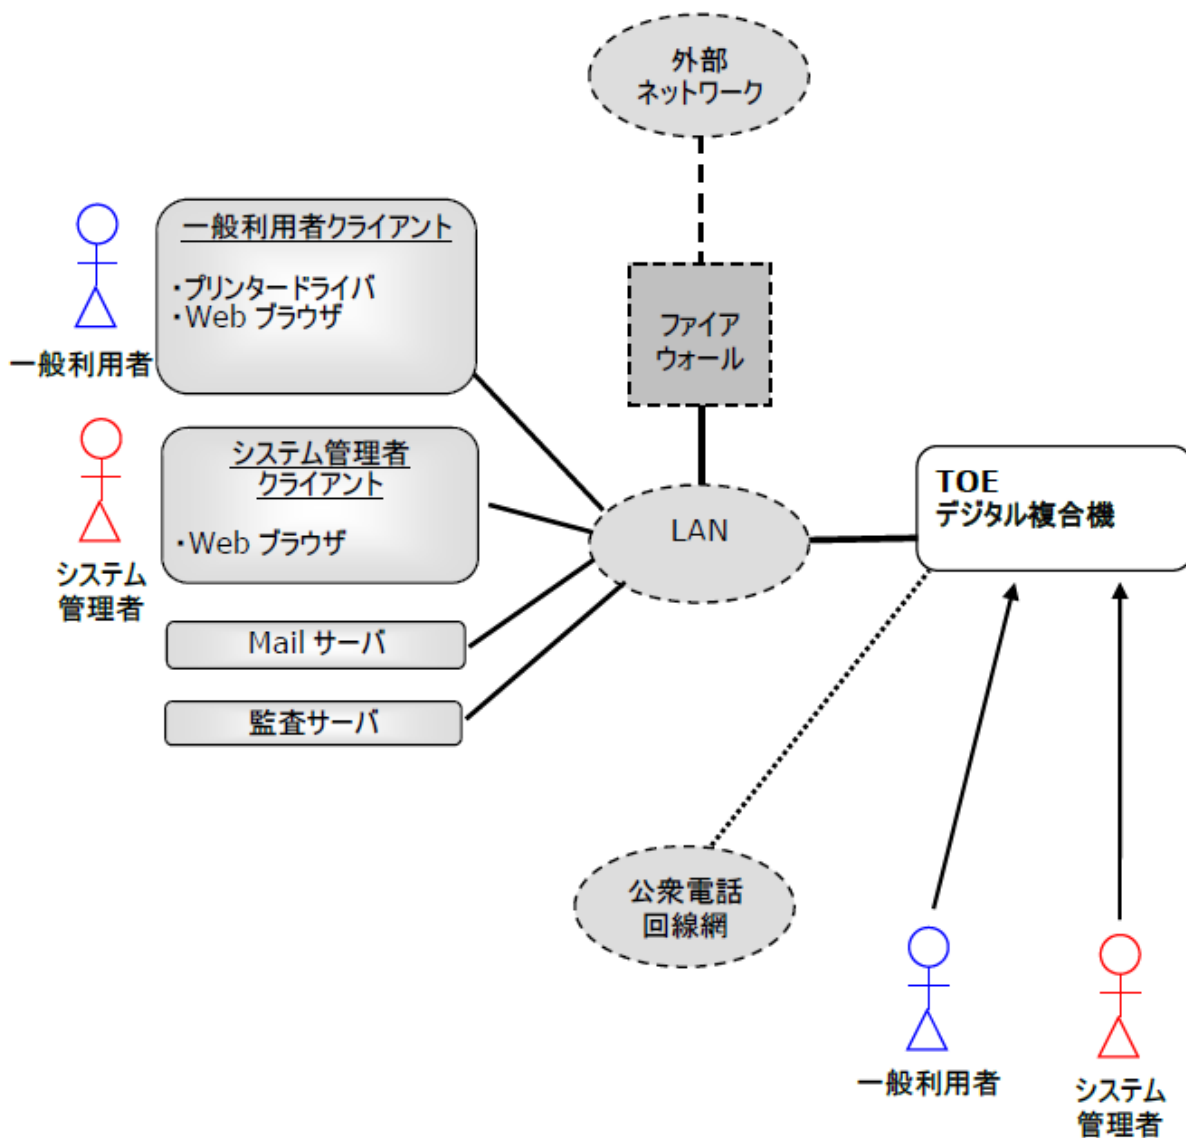 外部
ネットワーク
一般利用者クライアント
・プリンタードライバ
・Web ブラウザ
一般利用者
ファイア
ウォール
システム管理者
クライアント
・Web ブラウザ
システム
管理者
LAN
TOE
デジタル複合機
Mail サーバ
監査サーバ
公衆電話
回線網
一般利用者
システム
管理者